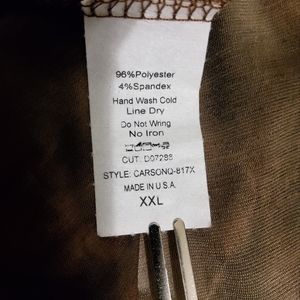 96%Polyester
4%Spandex
Hand Wash Cold
Line Dry
Do Not Wring
No Iron
CUT: D07288
STYLE: CARSONQ-817X
MADE IN U.S.A.
XXL